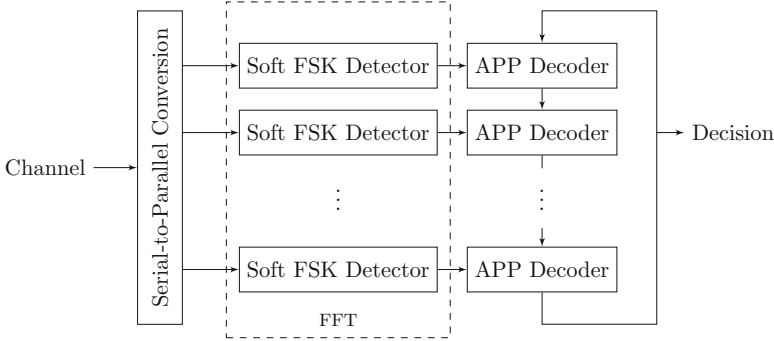 Channel
Serial-to-Parallel Conversion
Soft FSK Detector
APP Decoder
Soft FSK Detector
APP Decoder
Decision
Soft FSK Detector
APP Decoder
FFT